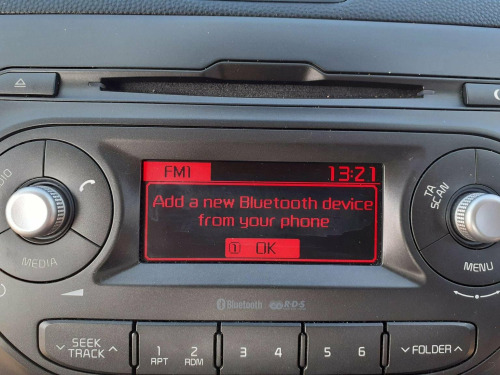 FM1 13:21
Add a new Bluetooth device
from your phone
1 OK
MEDIA
TA
SCAN
MENU
Bluetooth R·D·S
SEEK
TRACK
1
RPT
2
RDM
3 4
5 6
FOLDER